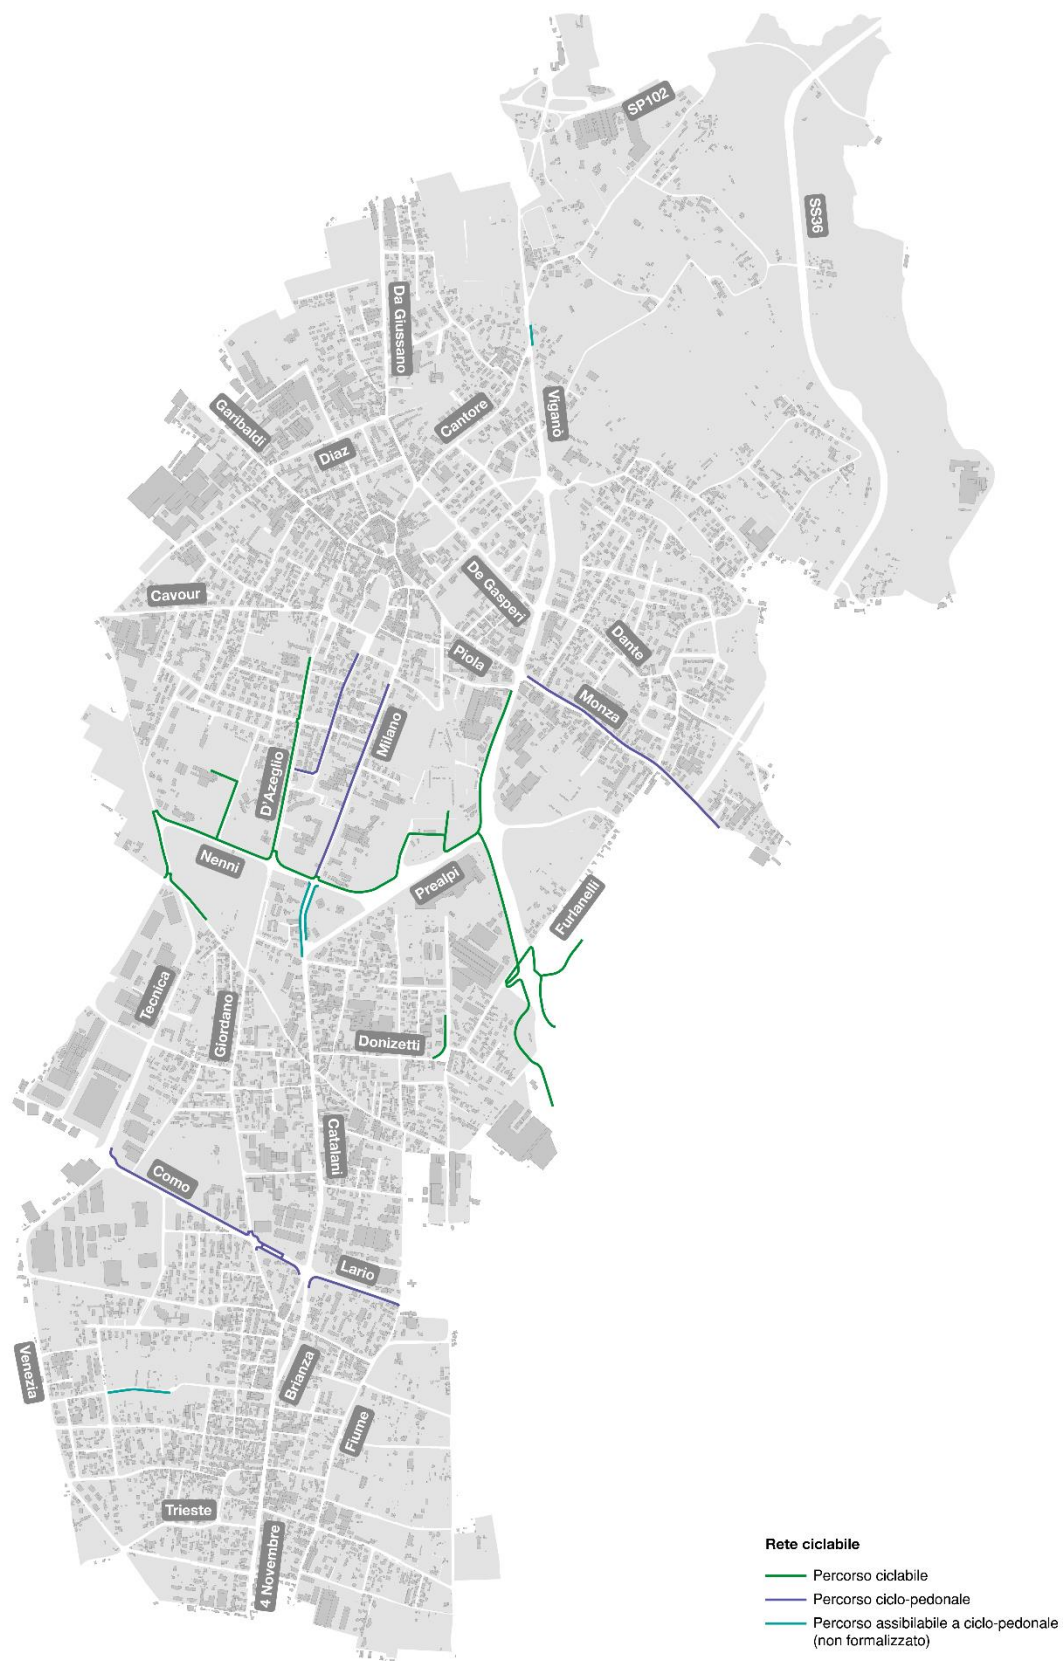 SP102
SS36
Da Giussano
Garibaldi
Cantore
Viganò
Diaz
De Gasperi
Cavour
Dante
Piola
Monza
Milano
D'Azeglio
Nenni
Prealpi
Furlanelli
Tecnica
Giordano
Donizetti
Catalani
Como
Lario
Venezia
Brianza
Fiume
Trieste
4 Novembre
Rete ciclabile
Percorso ciclabile
Percorso ciclo-pedonale
Percorso assibilabile a ciclo-pedonale
(non formalizzato)